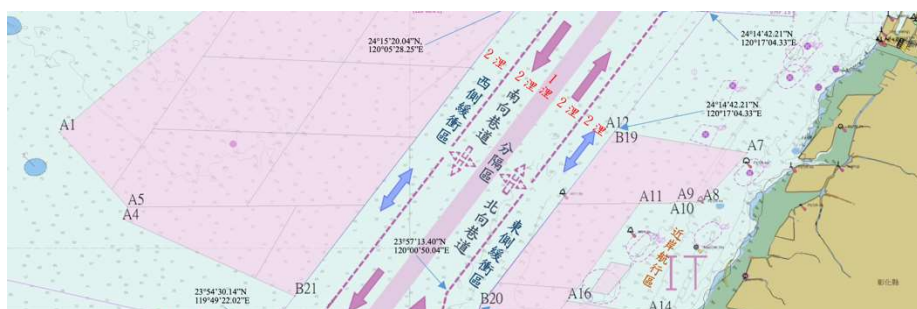 24°15'20.04"N,
120°05'28.25"E
24°14'42.21"N,
120°17'04.33"E
2浬
2浬
1浬
2浬
2浬
西側緩衝區
南向巷道
分隔區
北向巷道
東側緩衝區
24°14'42.21"N,
120°17'04.33"E
A1
A12
B19
A7
A5
A4
A11
A9
A8
A10
近岸航行區
23°57'13.40"N
120°00'50.04"E
23°54'30.14"N
119°49'22.02"E
B21
B20
A16
A14
彰化縣